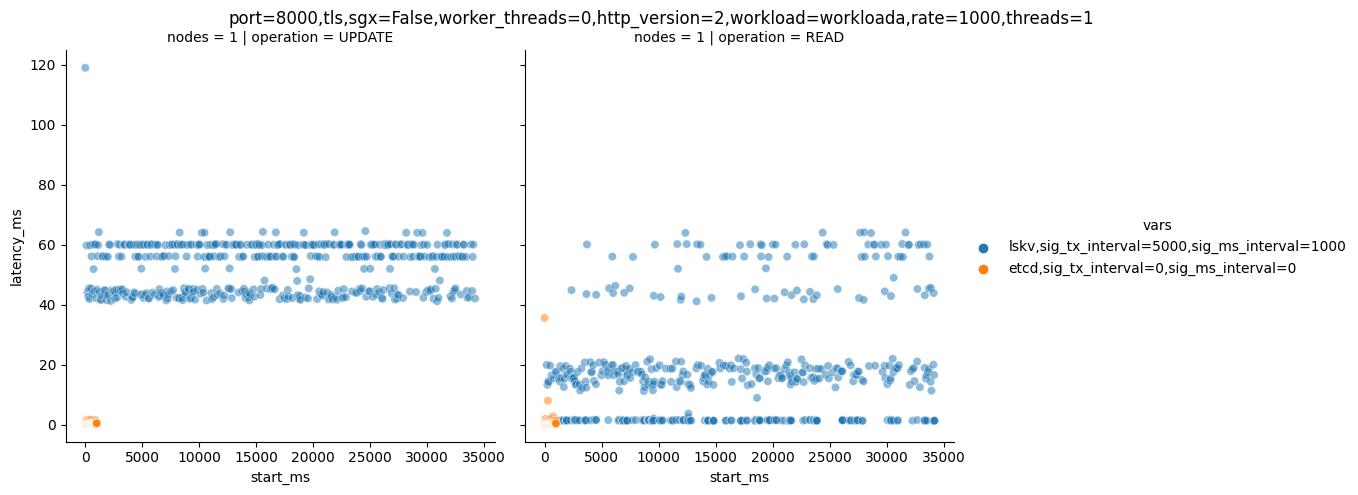 port=8000,tls,sgx=False,worker_threads=0,http_version=2,workload=workloada,rate=1000,threads=1
nodes = 1 | operation = UPDATE
nodes = 1 | operation = READ
120
100
80
60
40
20
0
latency_ms
0 5000 10000 15000 20000 25000 30000 35000
start_ms
0 5000 10000 15000 20000 25000 30000 35000
start_ms
vars
lskv,sig_tx_interval=5000,sig_ms_interval=1000
etcd,sig_tx_interval=0,sig_ms_interval=0